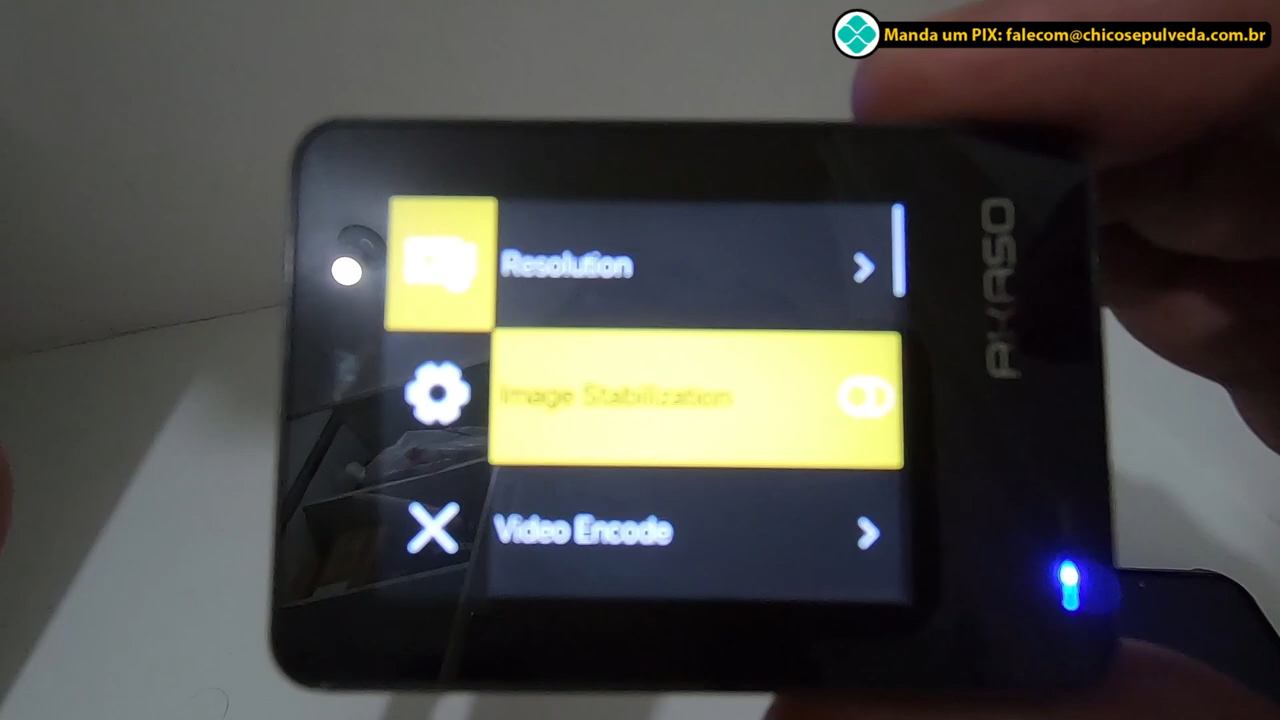 Manda um PIX: falecom@chicosepulveda.com.br
Resolution
Image Stabilization
Video Encode
AKASO